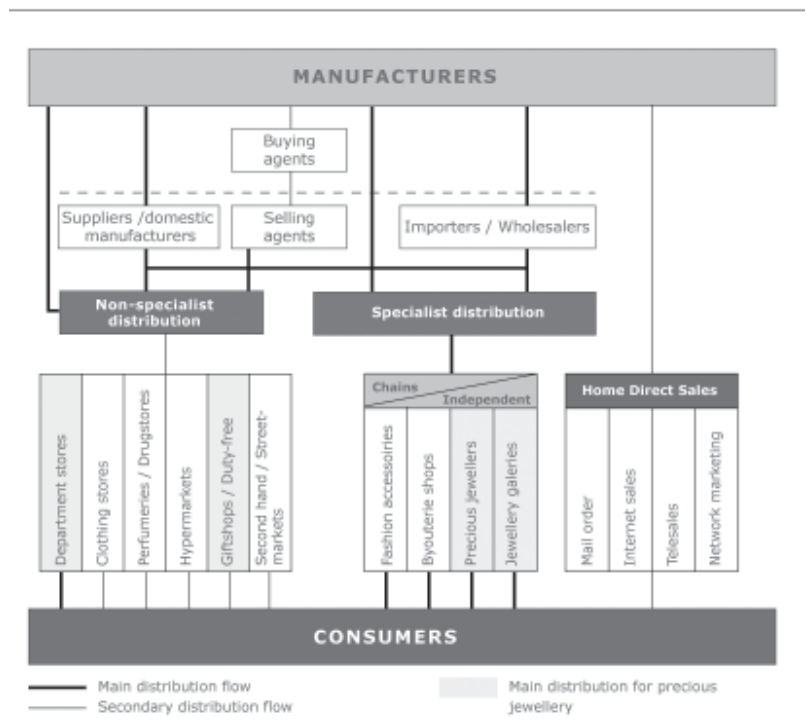 MANUFACTURERS
Buying
agents
Suppliers /domestic
manufacturers
Selling
agents
Importers / Wholesalers
Non-specialist
distribution
Specialist distribution
Chains
Independent
Home Direct Sales
Department stores
Clothing stores
Perfumeries / Drugstores
Hypermarkets
Giftshops / Duty-free
Second hand / Street-
markets
Fashion accessoiries
Byouterie shops
Precious jewellers
Jewellery galeries
Mail order
Internet sales
Telesales
Network marketing
CONSUMERS
Main distribution flow
Secondary distribution flow
Main distribution for precious
jewellery